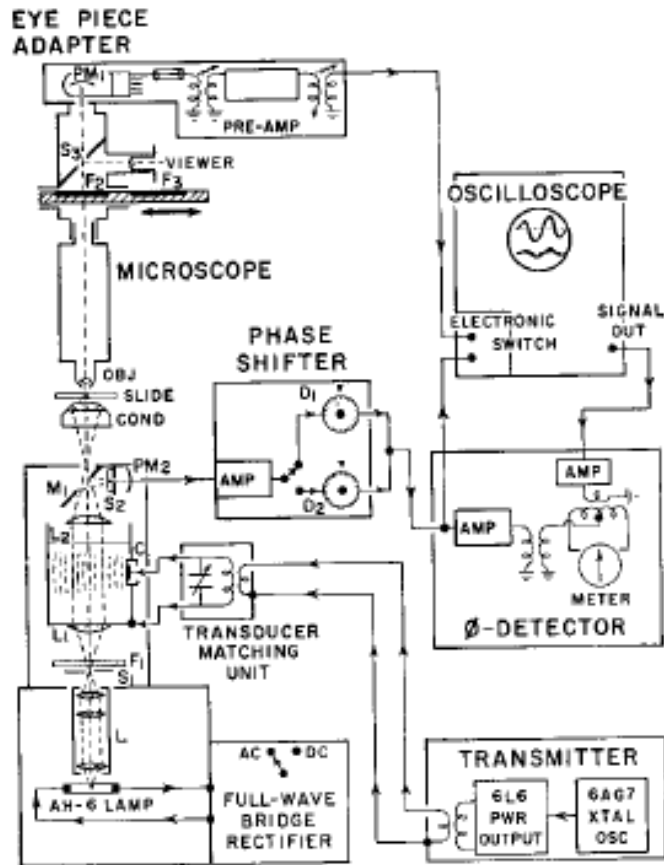 EYE PIECE
ADAPTER
PM1
PRE-AMP
S3
VIEWER
F2
F3
OSCILLOSCOPE
MICROSCOPE
SIGNAL
OUT
ELECTRONIC
SWITCH
PHASE
SHIFTER
OBJ
SLIDE
COND
D1
AMP
D2
PM2
M1
S2
AMP
AMP
METER
Ø-DETECTOR
L2
C
L1
TRANSDUCER
MATCHING
UNIT
F1
S1
L
AH-6 LAMP
AC
DC
FULL-WAVE
BRIDGE
RECTIFIER
TRANSMITTER
6L6
PWR
OUTPUT
6AG7
XTAL
OSC